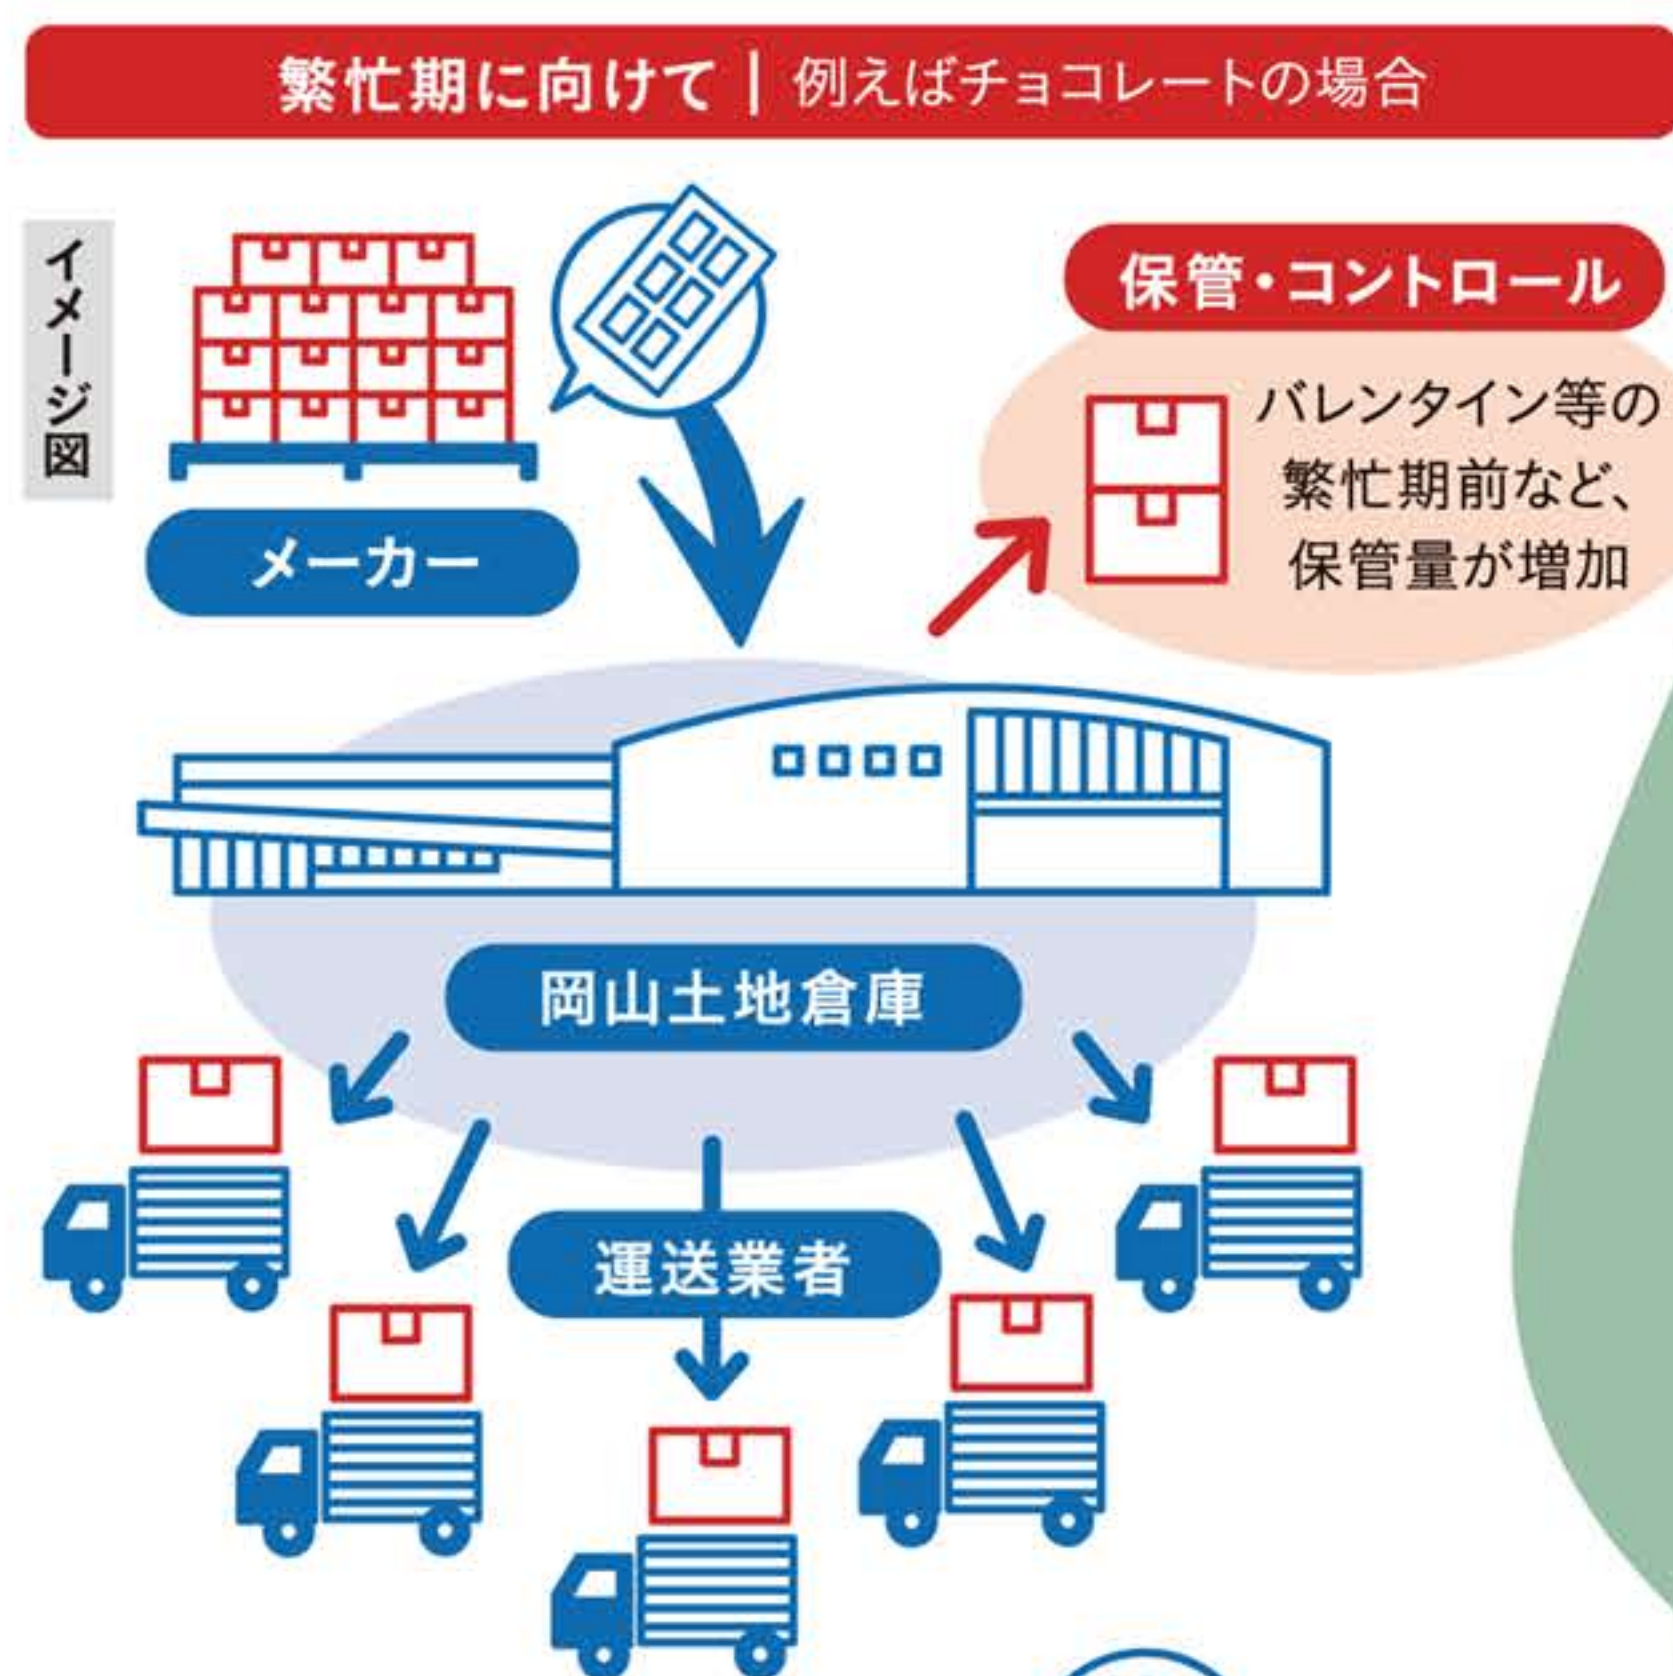 繁忙期に向けて | 例えばチョコレートの場合
イメージ図
メーカー
保管・コントロール
バレンタイン等の
繁忙期前など、
保管量が増加
岡山土地倉庫
運送業者